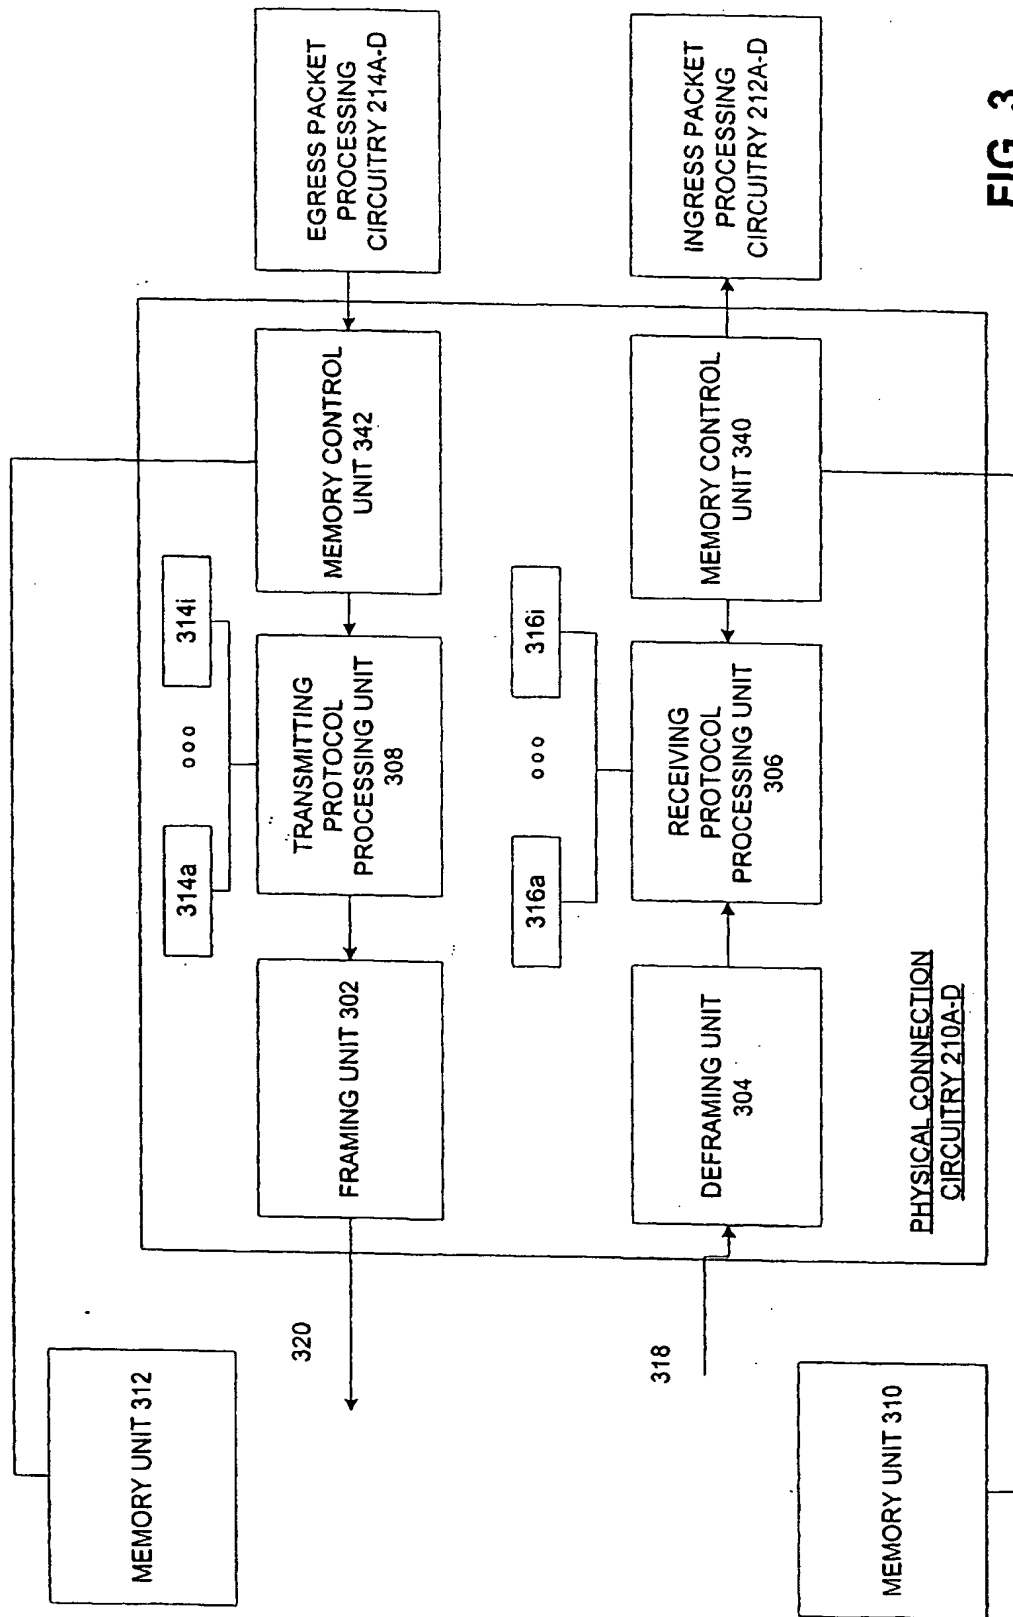 MEMORY UNIT 312
320
318
MEMORY UNIT 310
FRAMING UNIT 302
DEFRAMING UNIT
304
PHYSICAL CONNECTION
CIRCUITRY 210A-D
314a
ooo
314i
TRANSMITTING
PROTOCOL
PROCESSING UNIT
308
316a
ooo
316i
RECEIVING
PROTOCOL
PROCESSING UNIT
306
MEMORY CONTROL
UNIT 342
MEMORY CONTROL
UNIT 340
EGRESS PACKET
PROCESSING
CIRCUITRY 214A-D
INGRESS PACKET
PROCESSING
CIRCUITRY 212A-D
FIG. 3